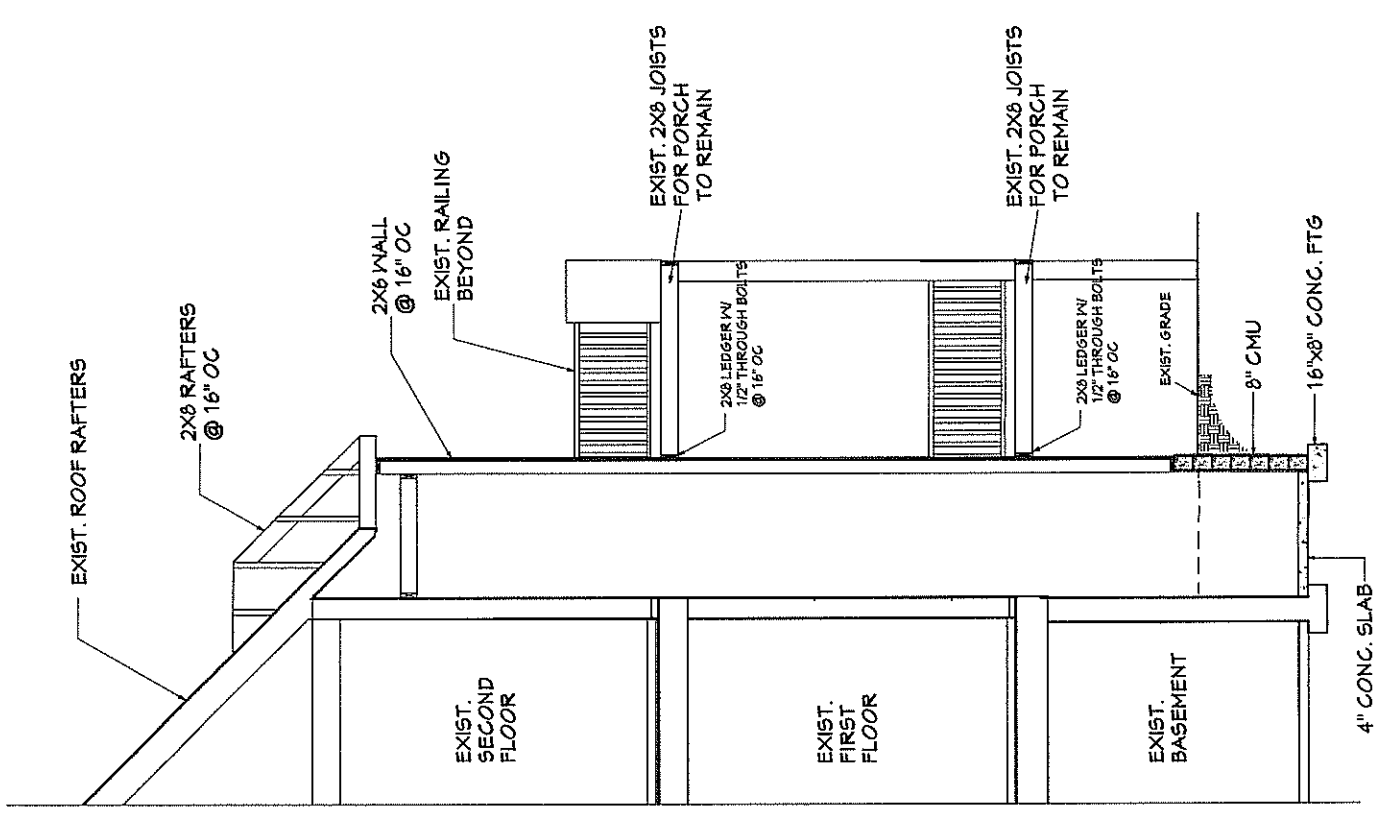 EXIST. ROOF RAFTERS
2X8 RAFTERS
@ 16" OC
2X6 WALL
@ 16" OC
EXIST. RAILING
BEYOND
EXIST. 2X8 JOISTS
FOR PORCH
TO REMAIN
2X8 LEDGER W/
1/2" THROUGH BOLTS
@ 16" OC
EXIST. 2X8 JOISTS
FOR PORCH
TO REMAIN
2X8 LEDGER W/
1/2" THROUGH BOLTS
@ 16" OC
EXIST. GRADE
8" CMU
16"X8" CONC. FTG
4" CONC. SLAB
EXIST.
SECOND
FLOOR
EXIST.
FIRST
FLOOR
EXIST.
BASEMENT